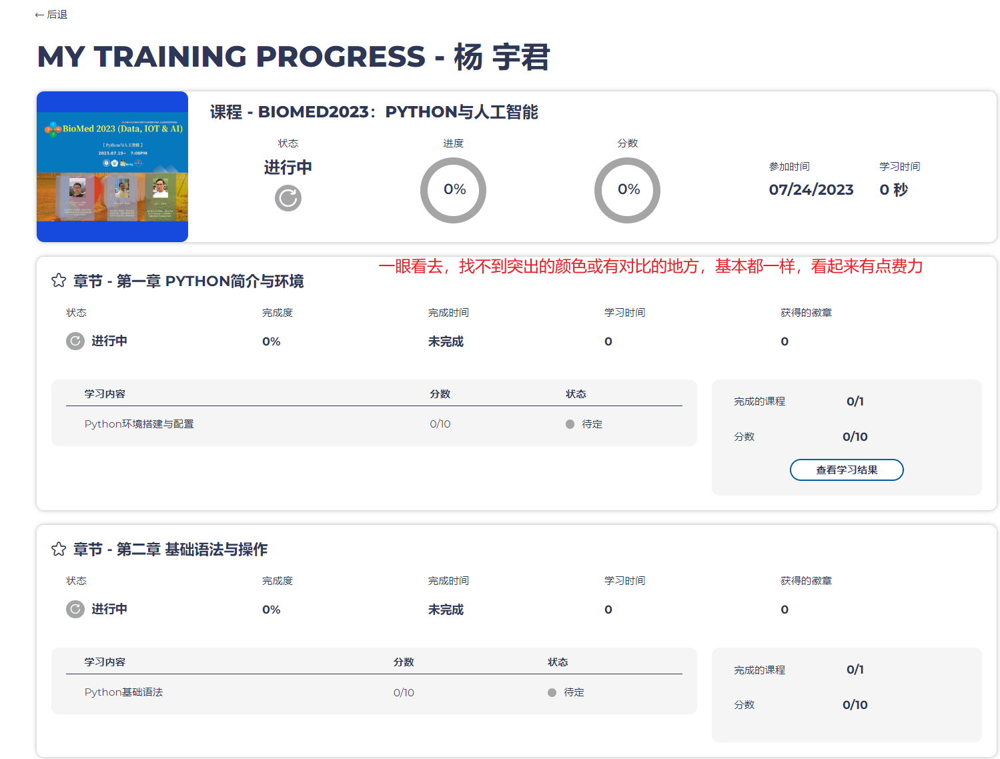 ← 后退
MY TRAINING PROGRESS - 杨 宇君
BioMed 2023 (Data, IOT & AI)
【 Python与人工智能 】
2023.07.19~ 7:00PM
课程 - BIOMED2023：PYTHON与人工智能
状态 进度 分数
进行中
0% 0%
参加时间 学习时间
07/24/2023 0 秒
一眼看去，找不到突出的颜色或有对比的地方，基本都一样，看起来有点费力
章节 - 第一章 PYTHON简介与环境
状态 完成度 完成时间 学习时间 获得的徽章
进行中 0% 未完成 0 0
学习内容 分数 状态
Python环境搭建与配置 0/10 待定
完成的课程 0/1
分数 0/10
查看学习结果
章节 - 第二章 基础语法与操作
状态 完成度 完成时间 学习时间 获得的徽章
进行中 0% 未完成 0 0
学习内容 分数 状态
Python基础语法 0/10 待定
完成的课程 0/1
分数 0/10